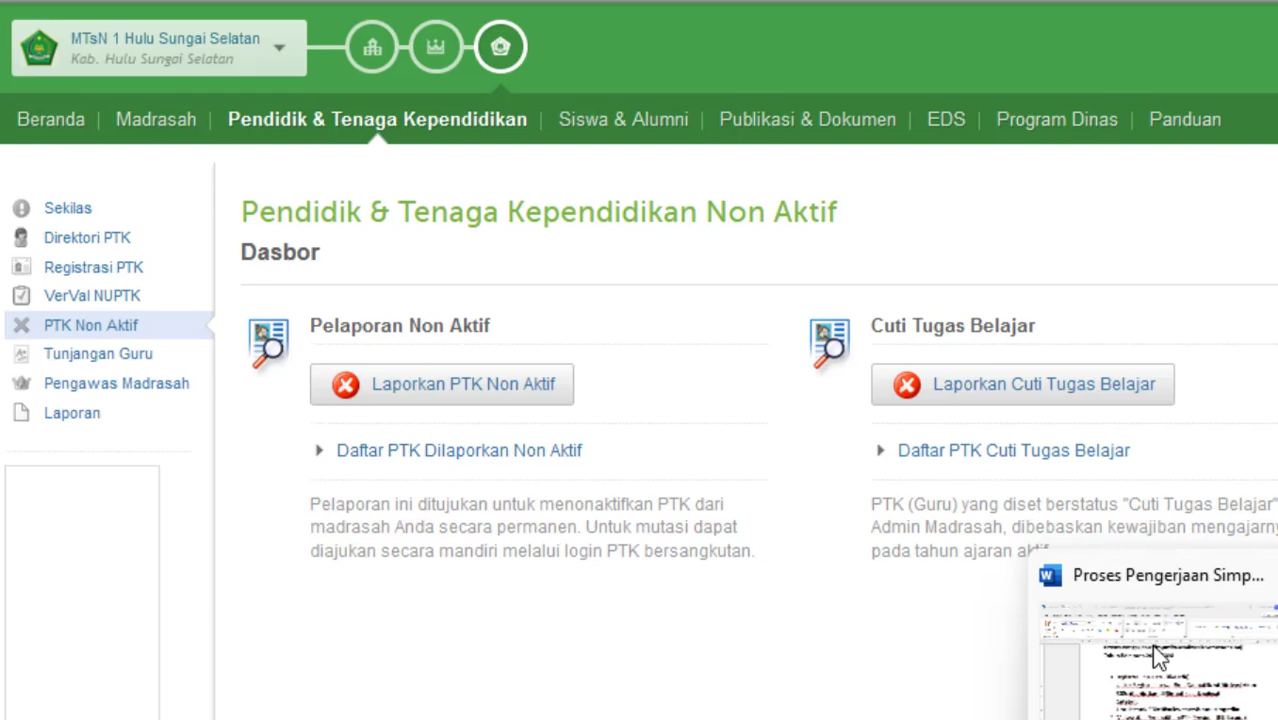 MTsN 1 Hulu Sungai Selatan
Kab. Hulu Sungai Selatan
Beranda
Madrasah
Pendidik & Tenaga Kependidikan
Siswa & Alumni
Publikasi & Dokumen
EDS
Program Dinas
Panduan
Sekilas
Direktori PTK
Registrasi PTK
VerVal NUPTK
PTK Non Aktif
Tunjangan Guru
Pengawas Madrasah
Laporan
Pendidik & Tenaga Kependidikan Non Aktif
Dasbor
Pelaporan Non Aktif
Laporkan PTK Non Aktif
Daftar PTK Dilaporkan Non Aktif
Pelaporan ini ditujukan untuk menonaktifkan PTK dari
madrasah Anda secara permanen. Untuk mutasi dapat
diajukan secara mandiri melalui login PTK bersangkutan.
Cuti Tugas Belajar
Laporkan Cuti Tugas Belajar
Daftar PTK Cuti Tugas Belajar
PTK (Guru) yang diset berstatus "Cuti Tugas Belajar"
Admin Madrasah, dibebaskan kewajiban mengajarny
pada tahun ajaran aktif
Proses Pengerjaan Simp...